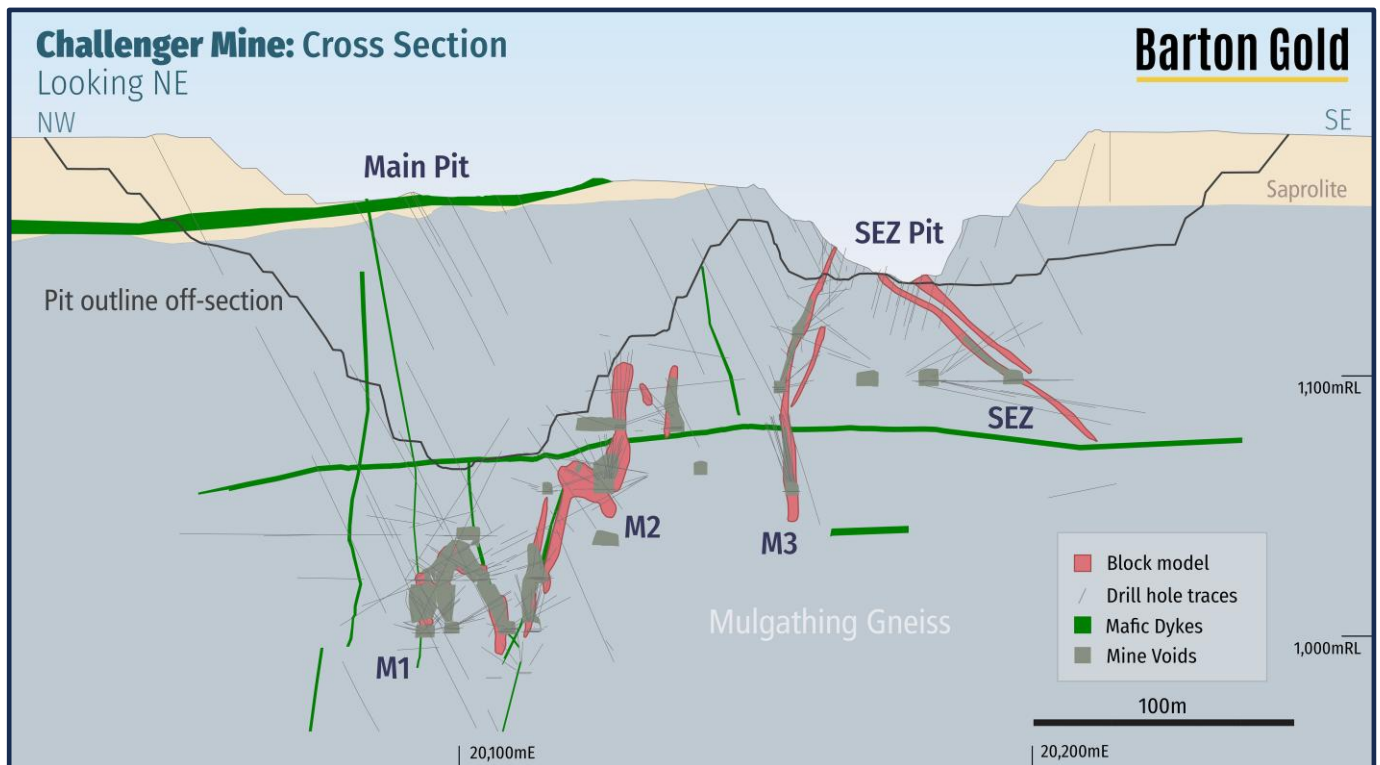 Challenger Mine: Cross Section
Looking NE
NW
Barton Gold
SE
Main Pit
Saprolite
SEZ Pit
Pit outline off-section
1,100mRL
SEZ
M2
M3
Block model
Drill hole traces
Mafic Dykes
Mine Voids
Mulgathing Gneiss
1,000mRL
M1
100m
20,100mE
20,200mE